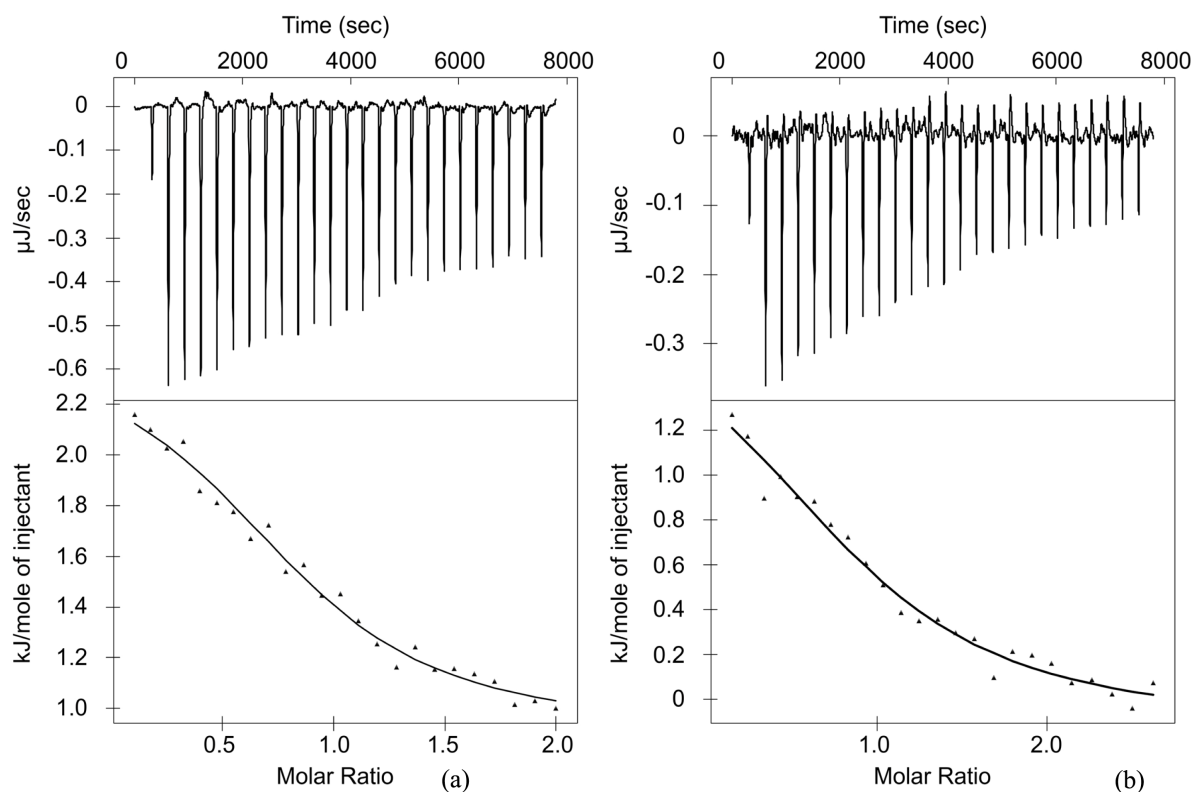 Time (sec)
0 2000 4000 6000 8000
µJ/sec
0
-0.1
-0.2
-0.3
-0.4
-0.5
-0.6
kJ/mole of injectant
2.2
2.0
1.8
1.6
1.4
1.2
1.0
0.5 1.0 1.5 2.0
Molar Ratio (a)
Time (sec)
0 2000 4000 6000 8000
µJ/sec
0
-0.1
-0.2
-0.3
kJ/mole of injectant
1.2
1.0
0.8
0.6
0.4
0.2
0
1.0 2.0
Molar Ratio (b)